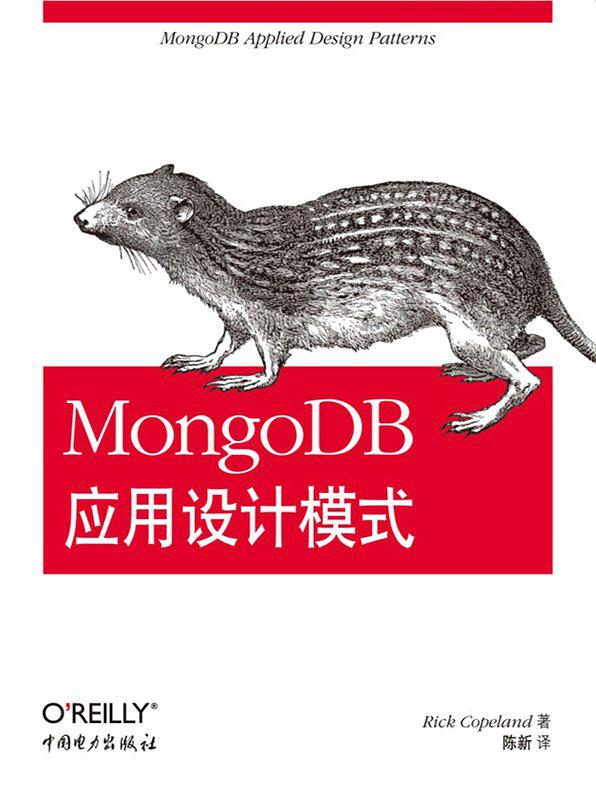 MongoDB Applied Design Patterns
MongoDB
应用设计模式
O'REILLY®
中国电力出版社
Rick Copeland 著
陈新 译